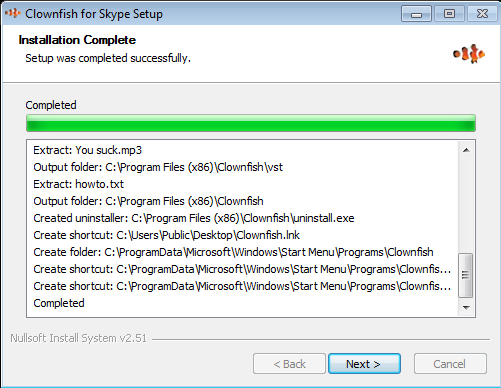 Clownfish for Skype Setup
Installation Complete
Setup was completed successfully.
Completed
Extract: You suck.mp3
Output folder: C:\Program Files (x86)\Clownfish\vst
Extract: howto.txt
Output folder: C:\Program Files (x86)\Clownfish
Created uninstaller: C:\Program Files (x86)\Clownfish\uninstall.exe
Create shortcut: C:\Users\Public\Desktop\Clownfish.lnk
Create folder: C:\ProgramData\Microsoft\Windows\Start Menu\Programs\Clownfish
Create shortcut: C:\ProgramData\Microsoft\Windows\Start Menu\Programs\Clownfis...
Create shortcut: C:\ProgramData\Microsoft\Windows\Start Menu\Programs\Clownfis...
Completed
Nullsoft Install System v2.51
< Back
Next >
Cancel